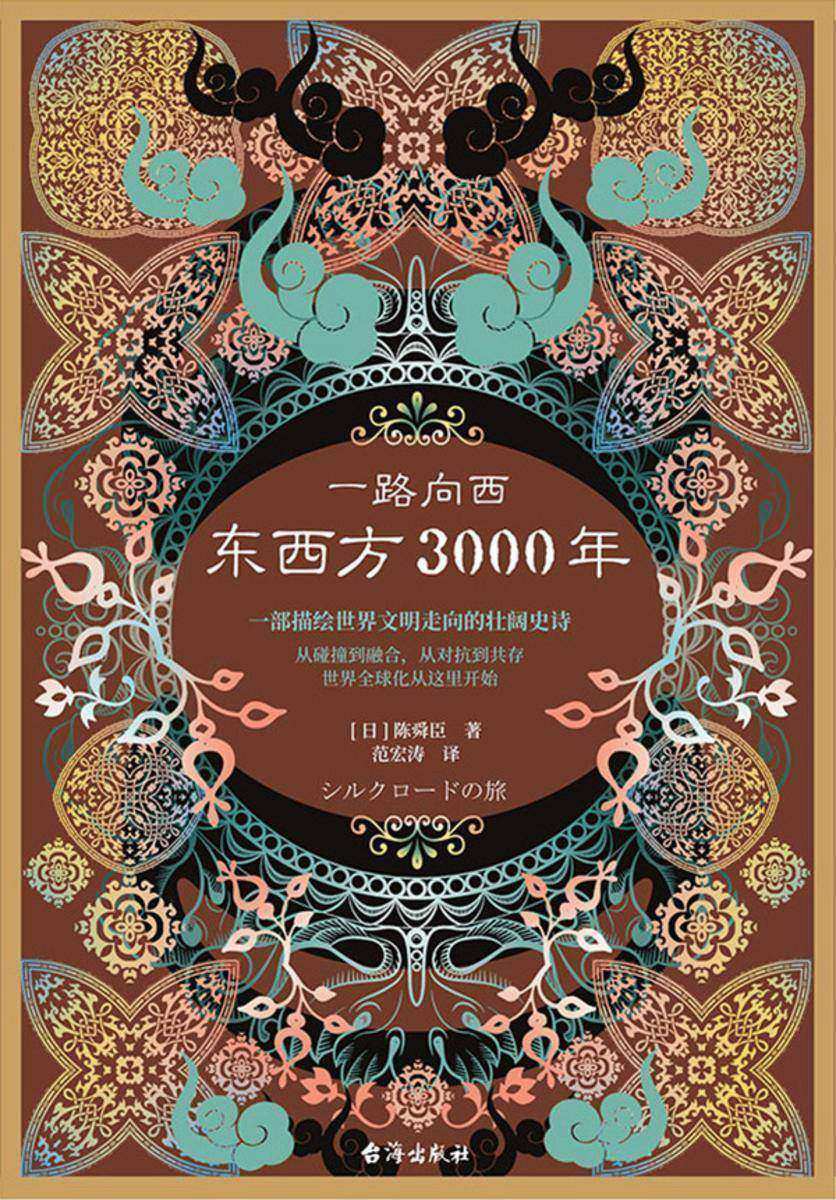 一路向西
东西方3000年
一部描绘世界文明走向的壮阔史诗
从碰撞到融合，从对抗到共存
世界全球化从这里开始
[日]陈舜臣 著
范宏涛 译
シルクロードの旅
台海出版社